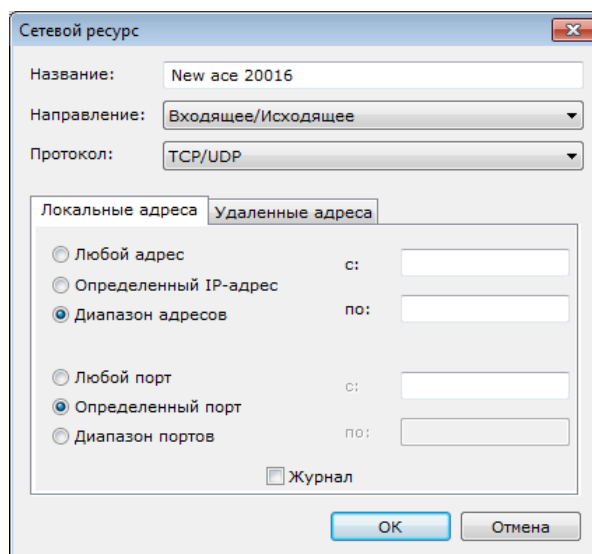 Сетевой ресурс
Название: New ace 20016
Направление: Входящее/Исходящее
Протокол: TCP/UDP
Локальные адреса Удаленные адреса
Любой адрес с:
Определенный IP-адрес
Диапазон адресов по:
Любой порт с:
Определенный порт
Диапазон портов по:
Журнал
OK Отмена